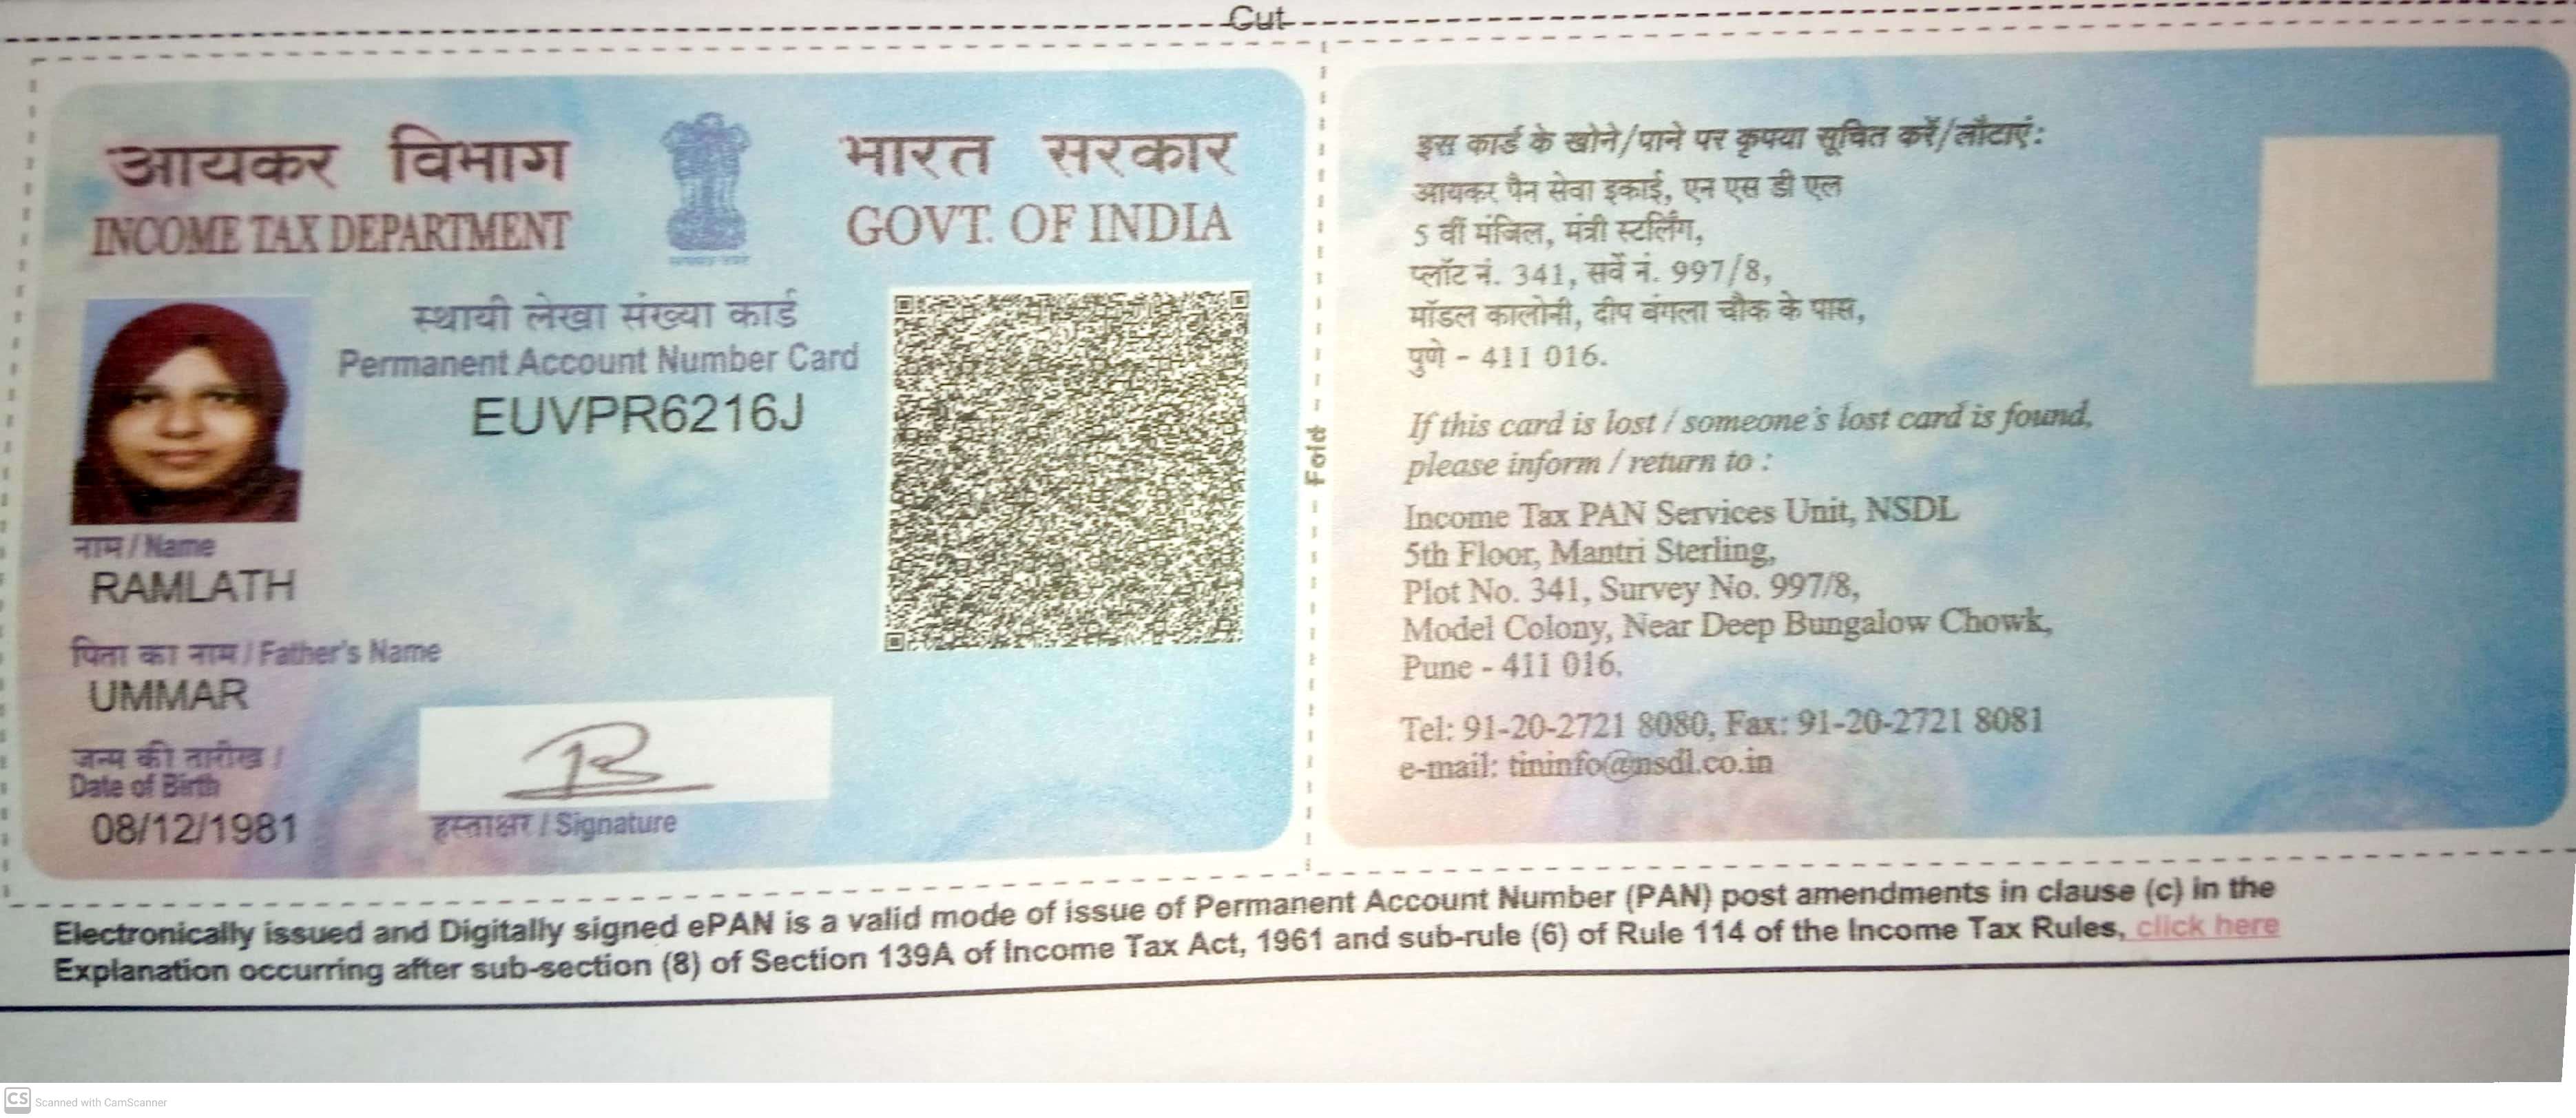 Cut
आयकर विभाग
INCOME TAX DEPARTMENT
भारत सरकार
GOVT. OF INDIA
स्थायी लेखा संख्या कार्ड
Permanent Account Number Card
EUVPR6216J
नाम / Name
RAMLATH
पिता का नाम / Father's Name
UMMAR
जन्म की तारीख /
Date of Birth
08/12/1981
हस्ताक्षर / Signature
Fold
इस कार्ड के खोने/पाने पर कृपया सूचित करें/लौटाएं:
आयकर पैन सेवा इकाई, एन एस डी एल
5 वीं मंजिल, मंत्री स्टर्लिंग,
प्लॉट नं. 341, सर्वे नं. 997/8,
मॉडल कालोनी, दीप बंगला चौक के पास,
पुणे - 411 016.
If this card is lost / someone's lost card is found,
please inform / return to :
Income Tax PAN Services Unit, NSDL
5th Floor, Mantri Sterling,
Plot No. 341, Survey No. 997/8,
Model Colony, Near Deep Bungalow Chowk,
Pune - 411 016.
Tel: 91-20-2721 8080, Fax: 91-20-2721 8081
e-mail: tininfo@nsdl.co.in
Electronically issued and Digitally signed ePAN is a valid mode of issue of Permanent Account Number (PAN) post amendments in clause (c) in the
Explanation occurring after sub-section (8) of Section 139A of Income Tax Act, 1961 and sub-rule (6) of Rule 114 of the Income Tax Rules, click here
CS Scanned with CamScanner